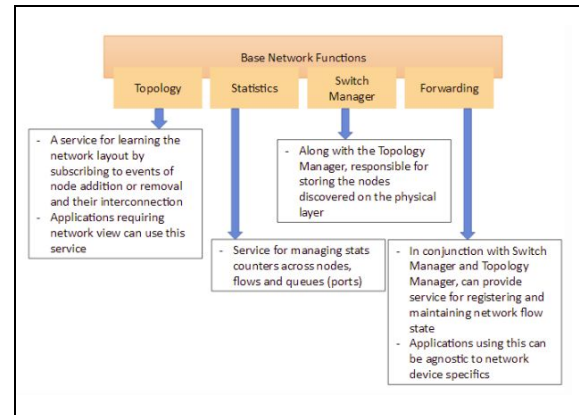 Base Network Functions
Topology
Statistics
Switch
Manager
Forwarding
- A service for learning the
network layout by
subscribing to events of
node addition or removal
and their interconnection
- Applications requiring
network view can use this
service
- Along with the Topology
Manager, responsible for
storing the nodes
discovered on the physical
layer
- Service for managing stats
counters across nodes,
flows and queues (ports)
- In conjunction with Switch
Manager and Topology
Manager, can provide
service for registering and
maintaining network flow
state
- Applications using this can
be agnostic to network
device specifics